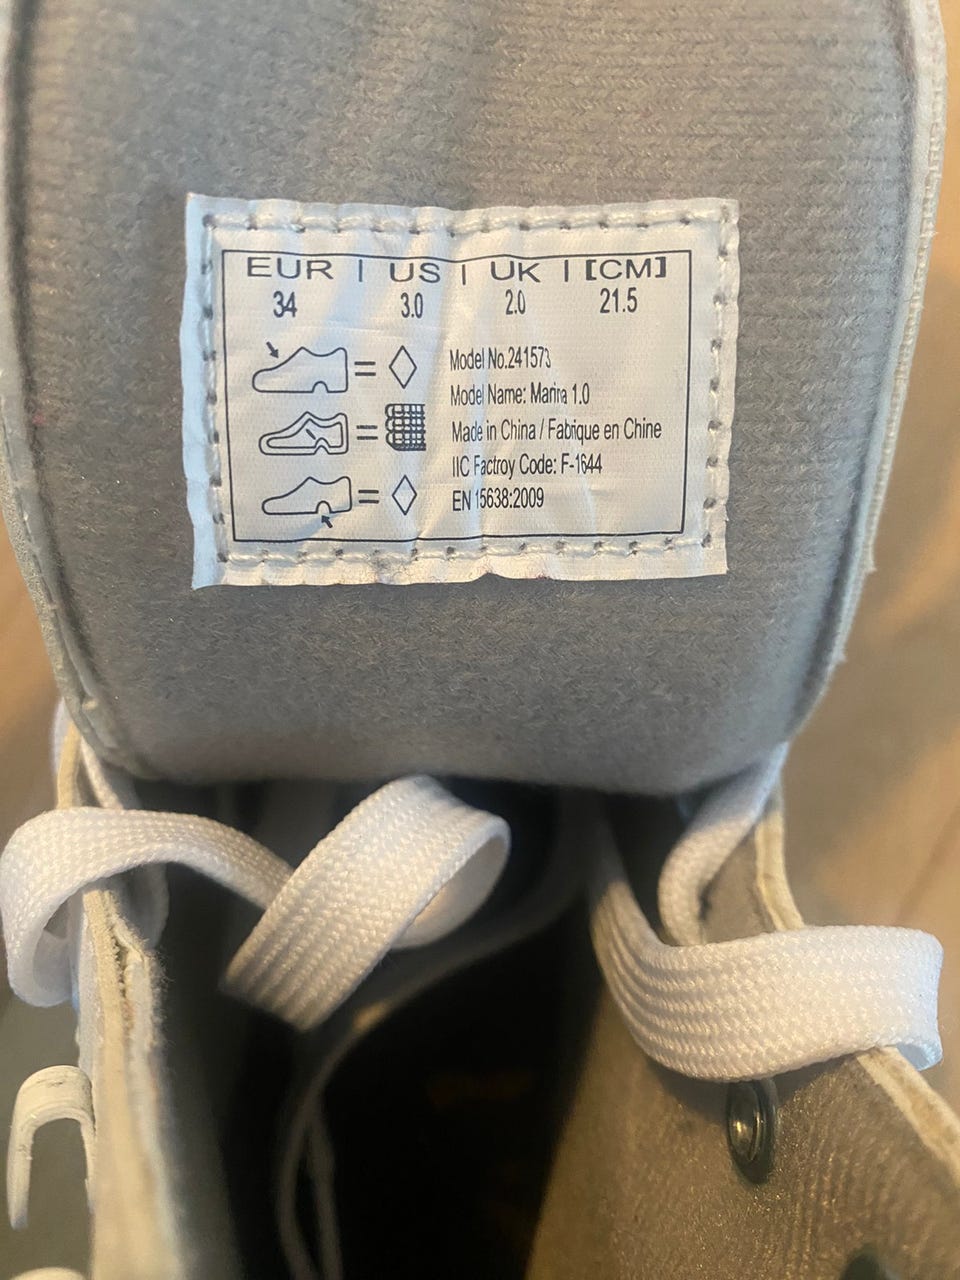 EUR | US | UK | [CM]
34 3.0 2.0 21.5
Model No.241573
Model Name: Marina 1.0
Made in China / Fabrique en Chine
IIC Factroy Code: F-1644
EN 15638:2009